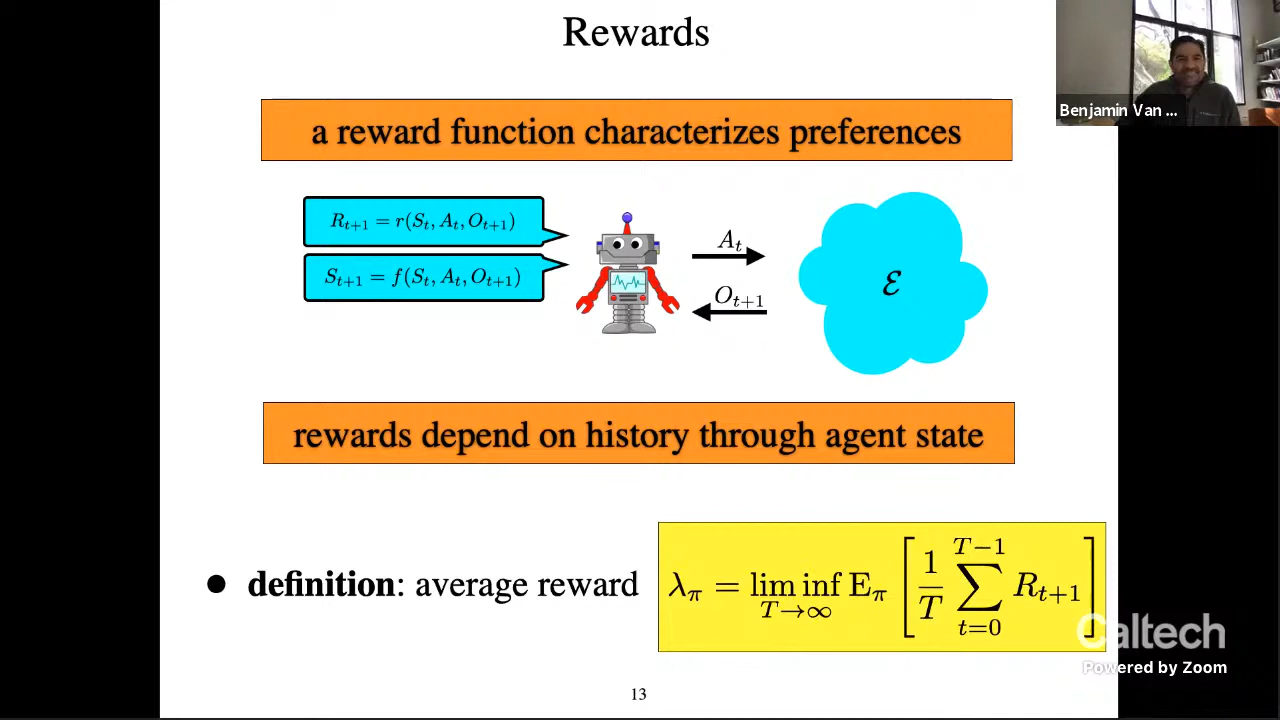 Rewards
Benjamin Van ...
a reward function characterizes preferences
R_{t+1} = r(S_t, A_t, O_{t+1})
S_{t+1} = f(S_t, A_t, O_{t+1})
A_t
O_{t+1}
ℰ
rewards depend on history through agent state
● definition: average reward λ_π = lim inf_{T→∞} E_π [ 1/T ∑_{t=0}^{T−1} R_{t+1} ]
Caltech
Powered by Zoom
13